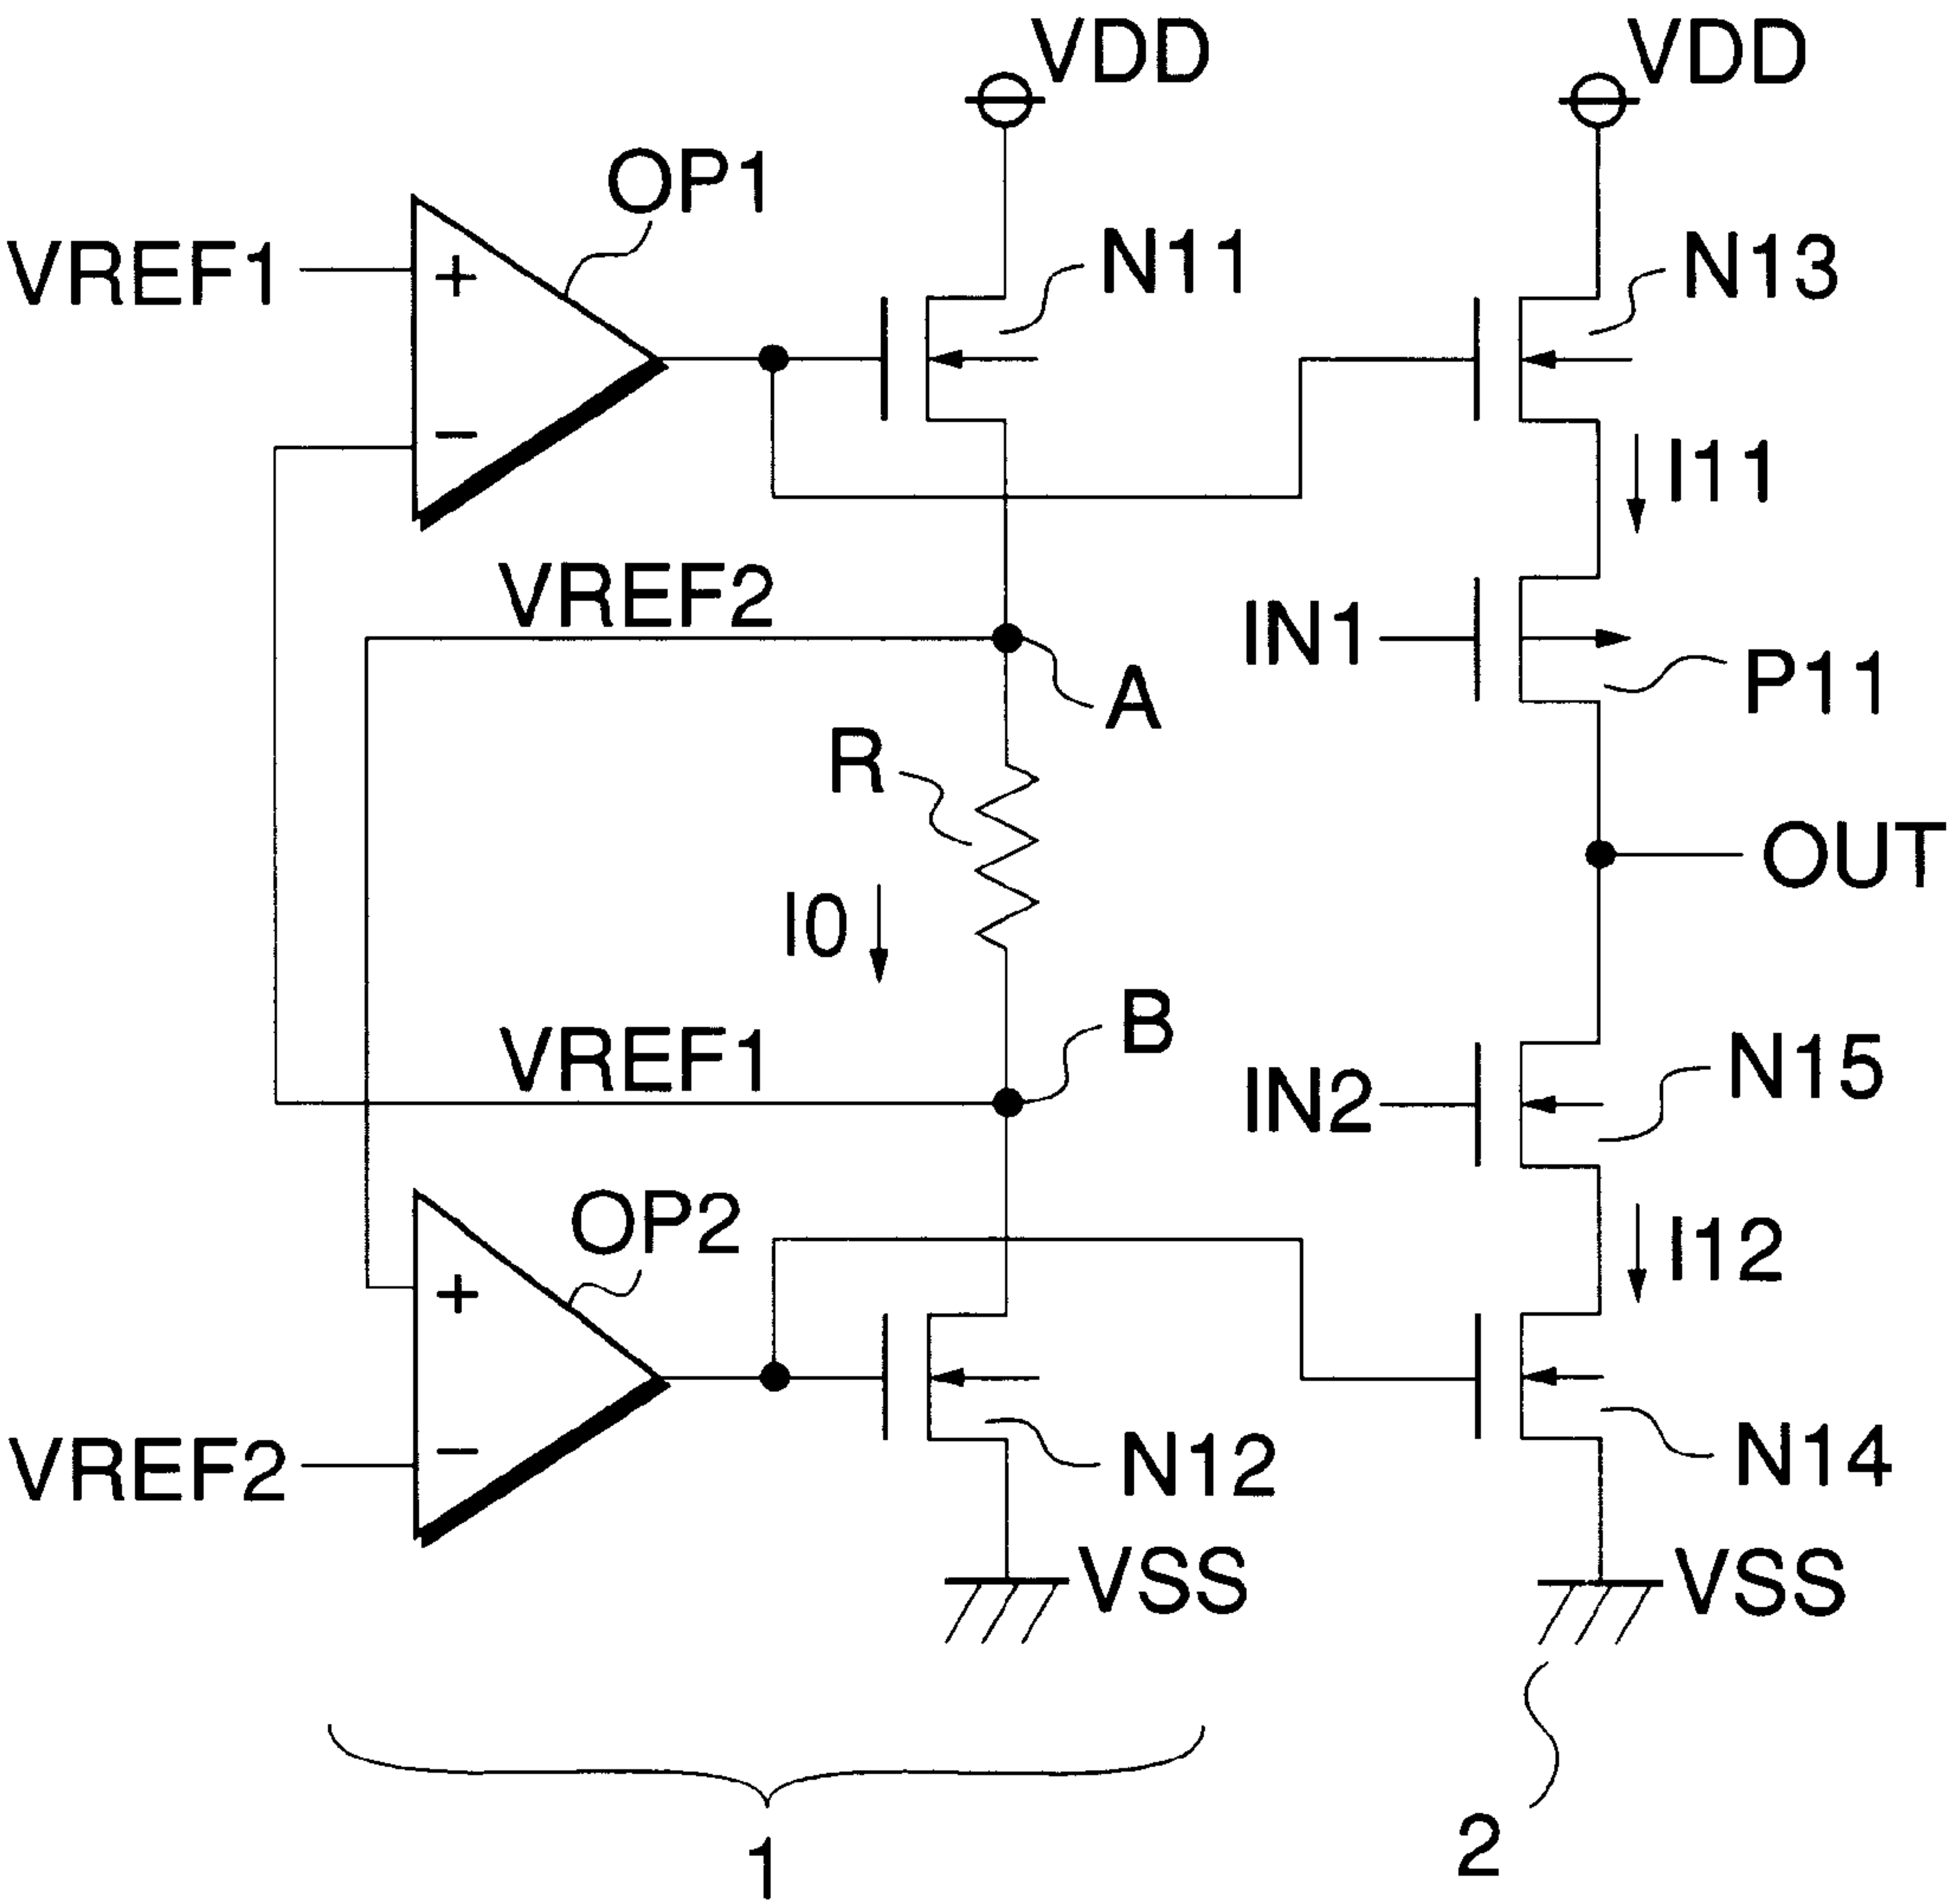 VDD
VDD
OP1
VREF1
+
N11
N13
−
I11
VREF2
IN1
A
P11
R
OUT
I0
B
VREF1
N15
IN2
OP2
I12
+
VREF2
−
N12
N14
VSS
VSS
1
2